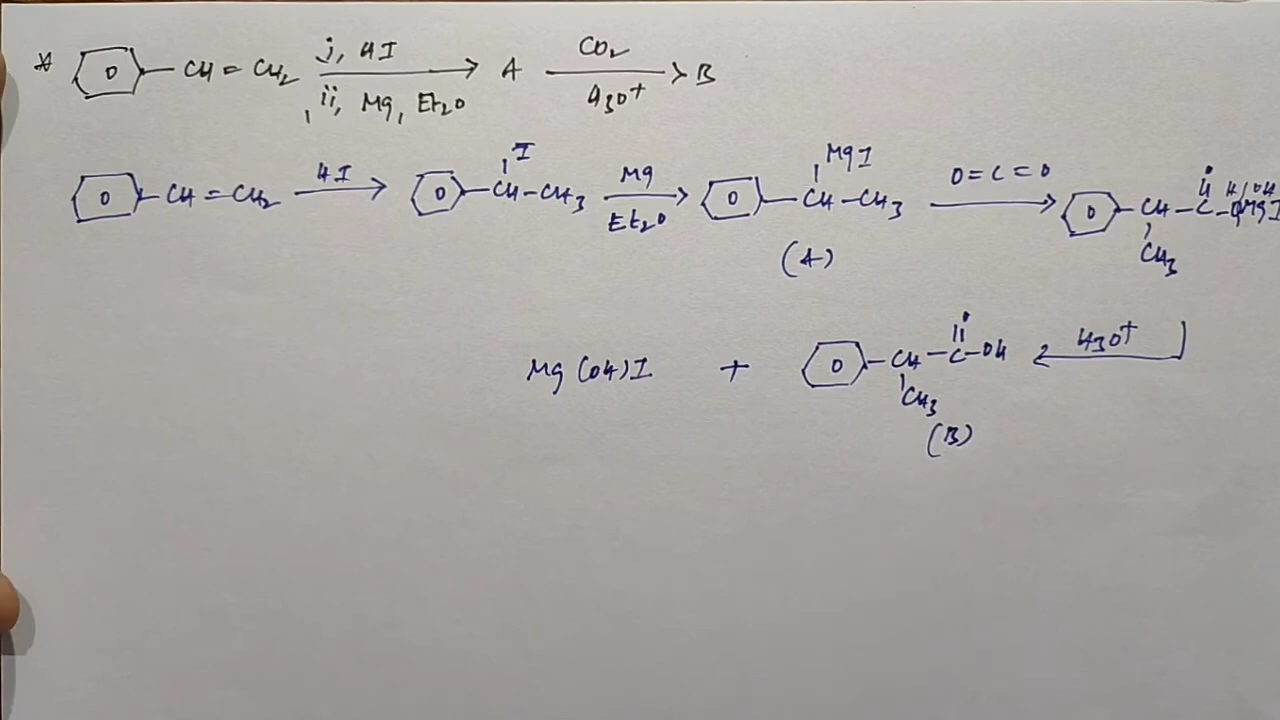 * CH = CH2 i, HI ii, Mg, Et2O A CO2 H3O+ B
CH = CH2 HI I CH-CH3 Mg Et2O MgI CH-CH3 (A) O=C=O CH-C-OMgI H/OH CH3
Mg(OH)I + CH-C-OH CH3 (B) H3O+